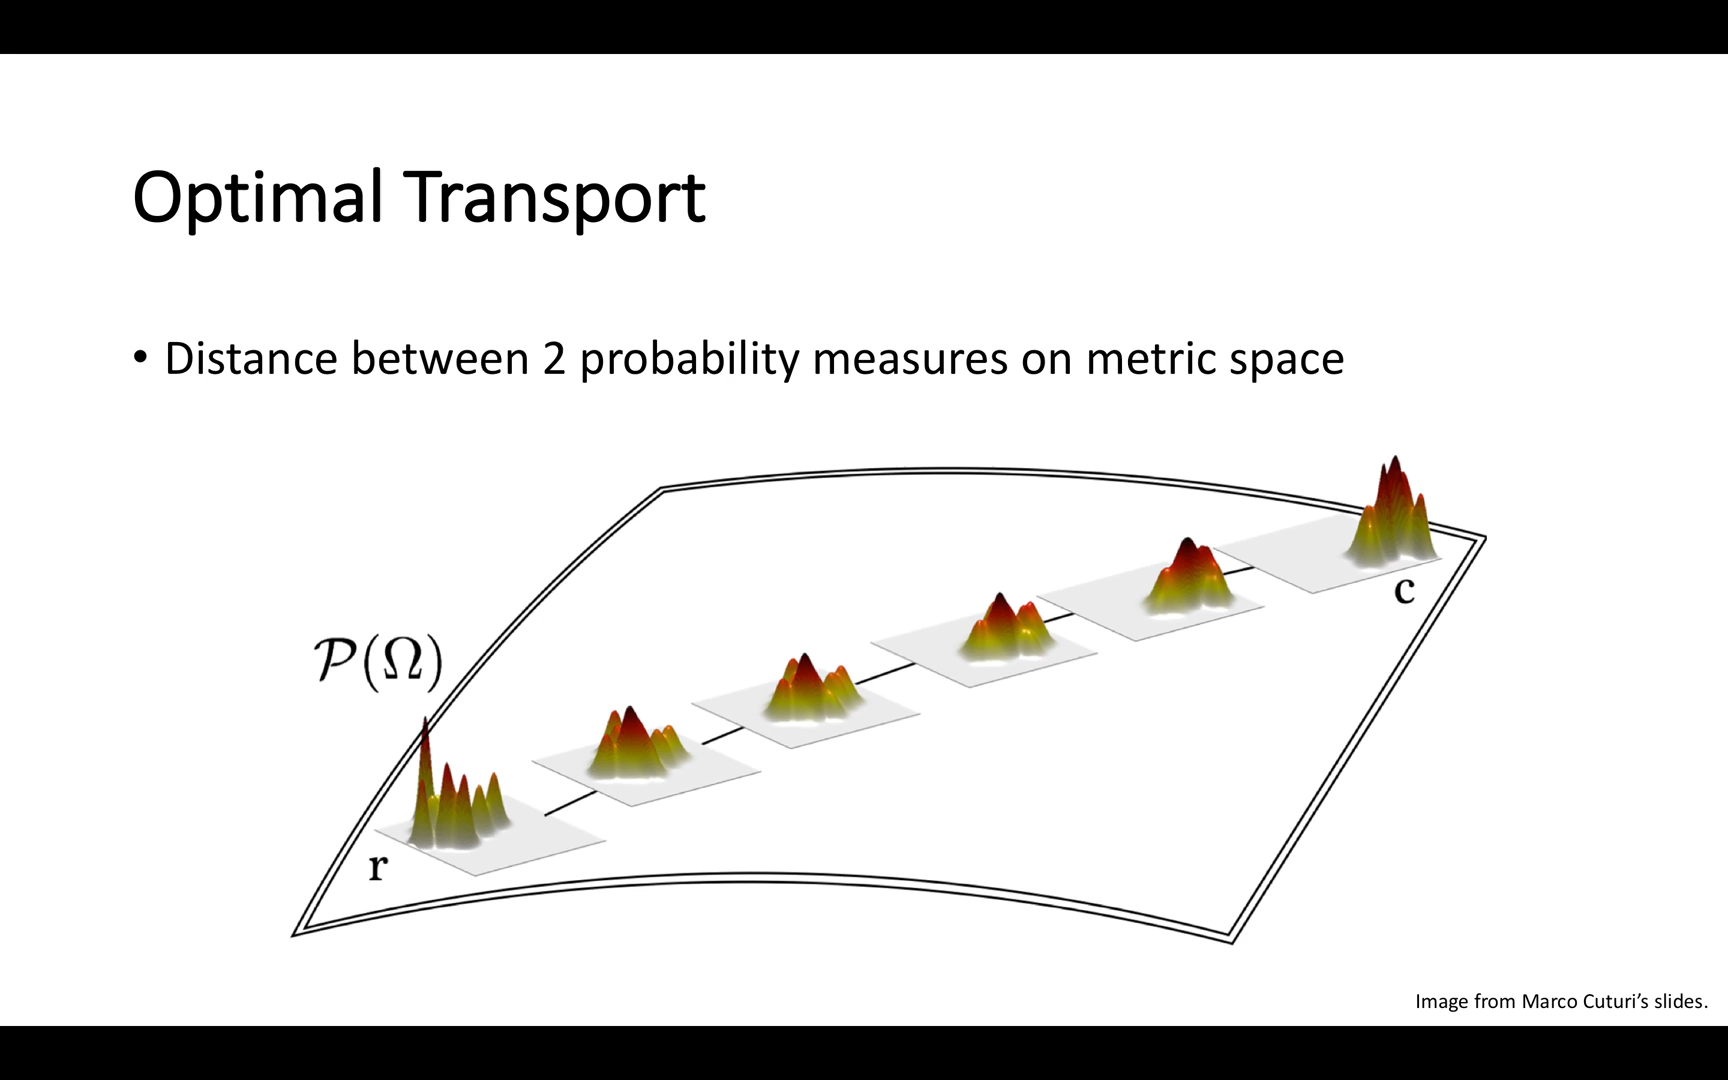 Optimal Transport
• Distance between 2 probability measures on metric space
𝒫(Ω)
r
c
Image from Marco Cuturi’s slides.